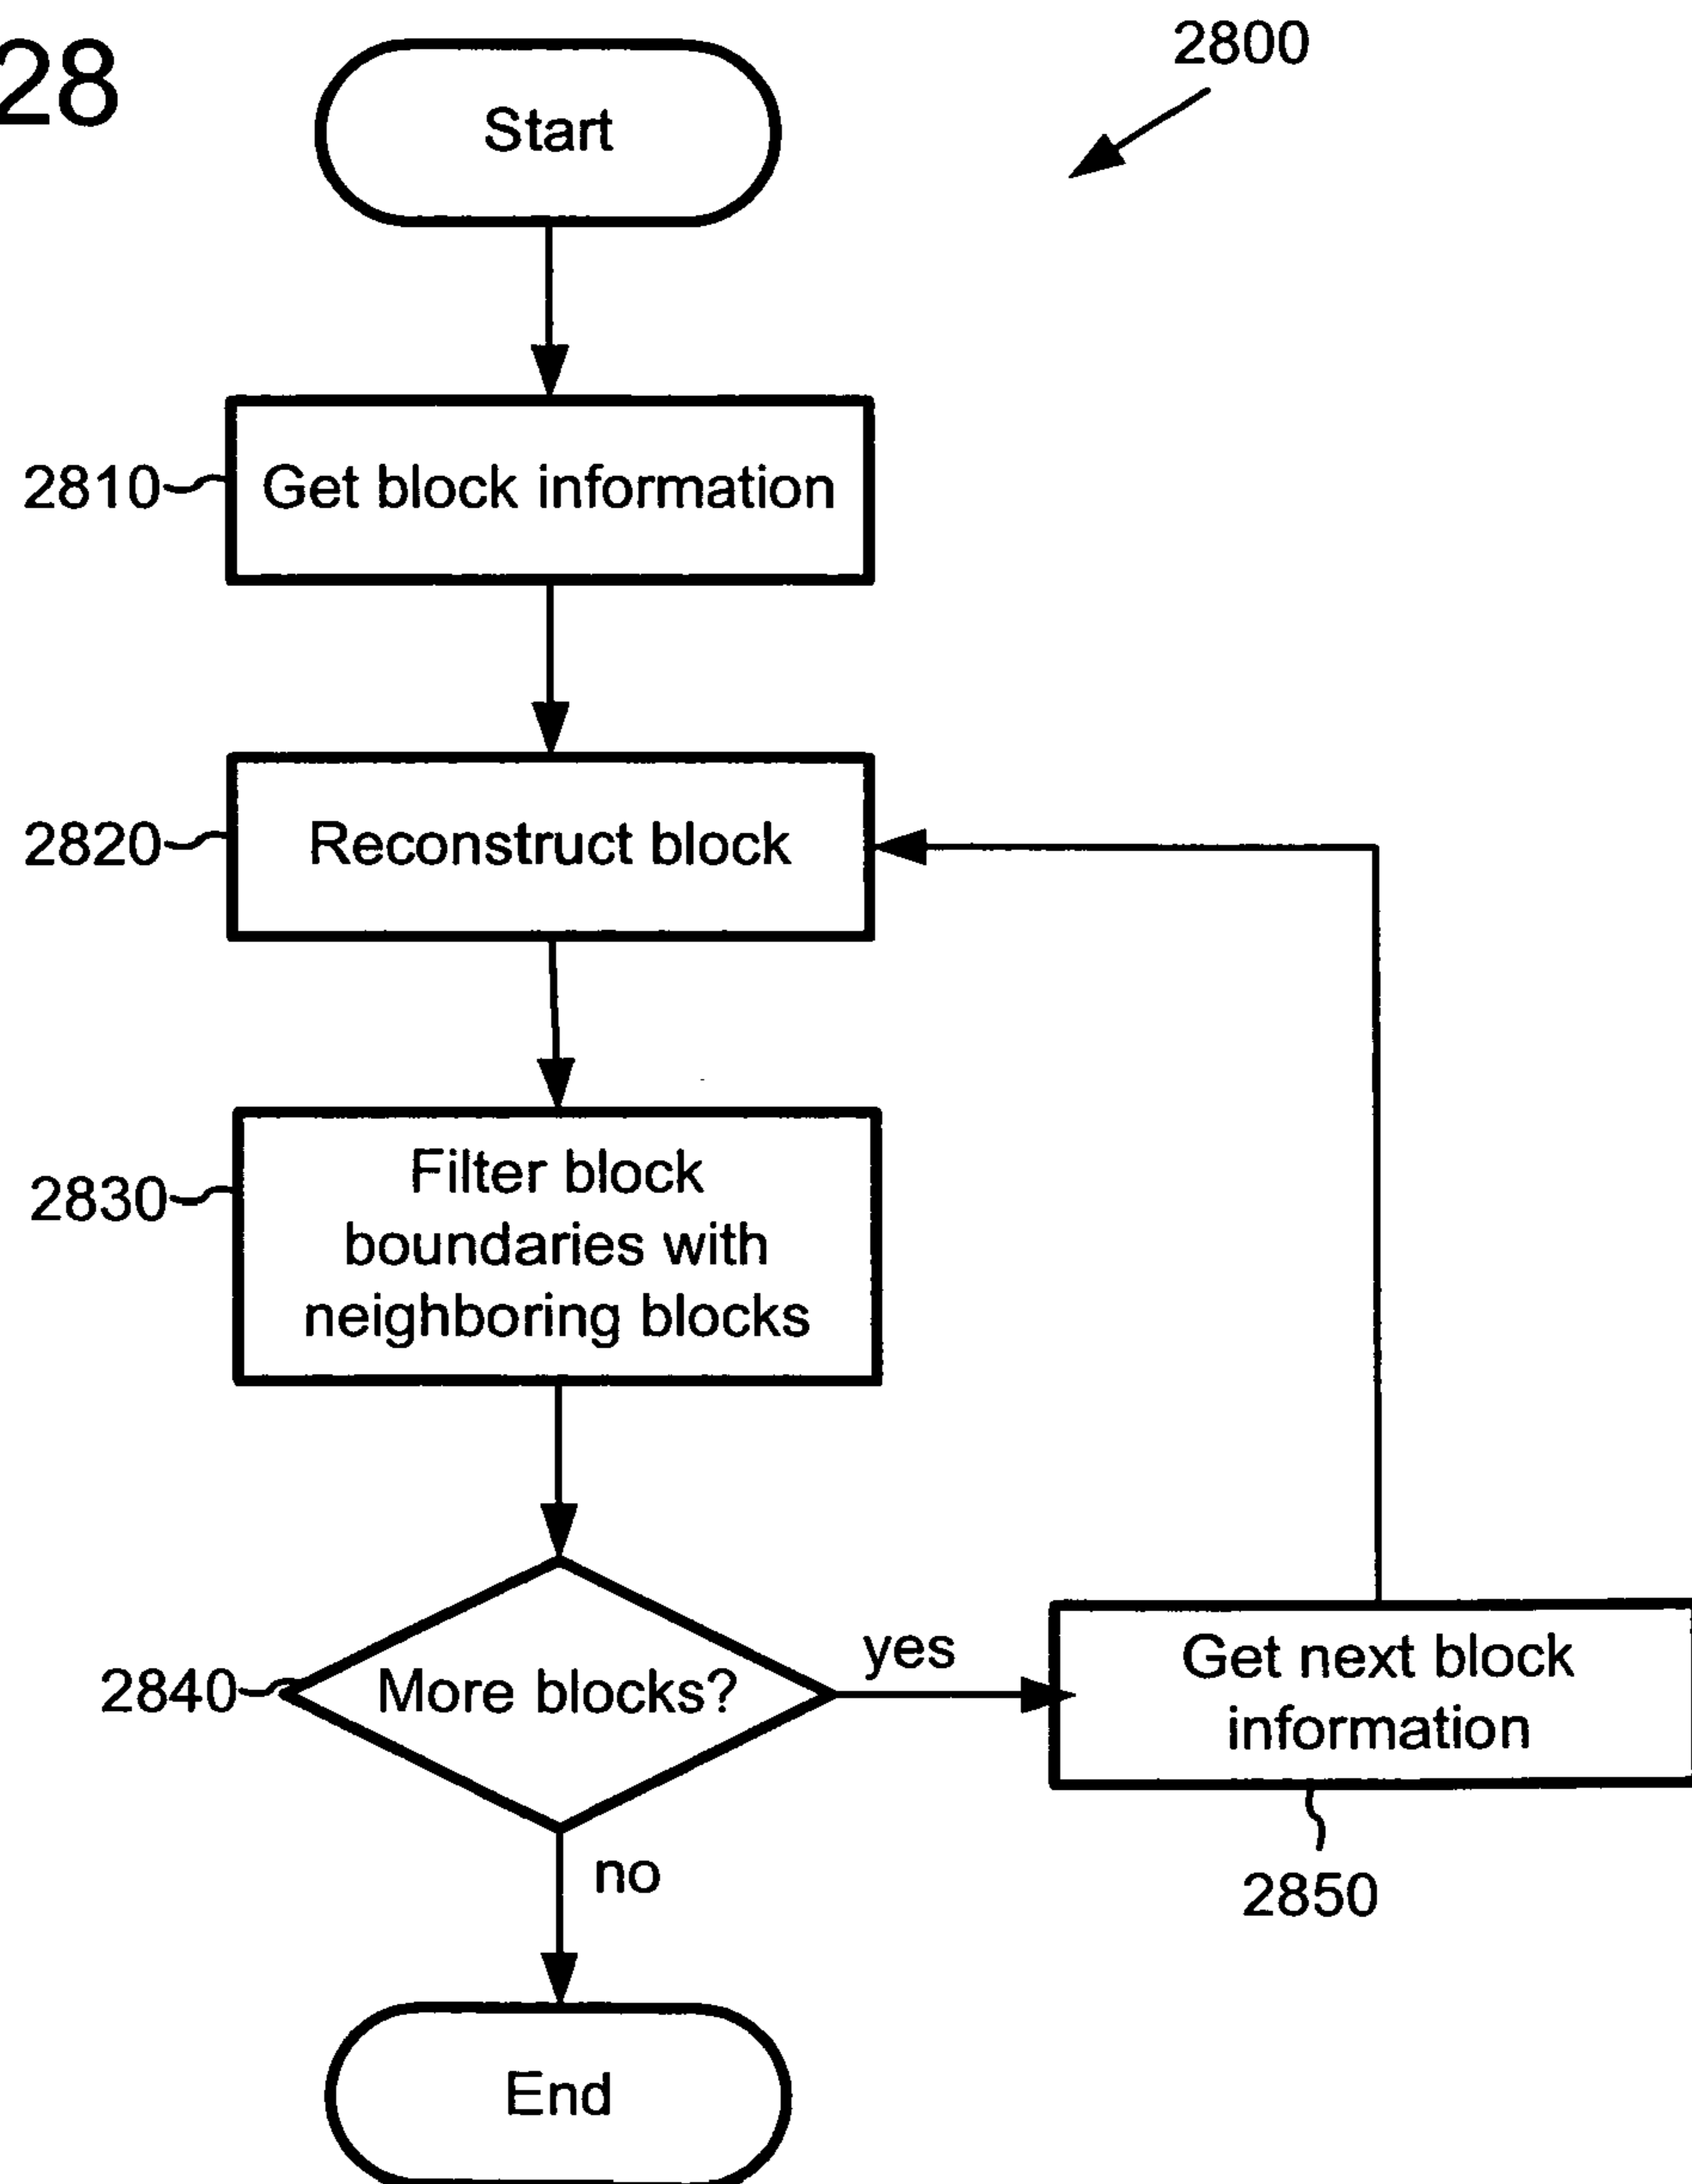 28
2800
Start
2810
Get block information
2820
Reconstruct block
2830
Filter block
boundaries with
neighboring blocks
2840
More blocks?
yes
Get next block
information
2850
no
End